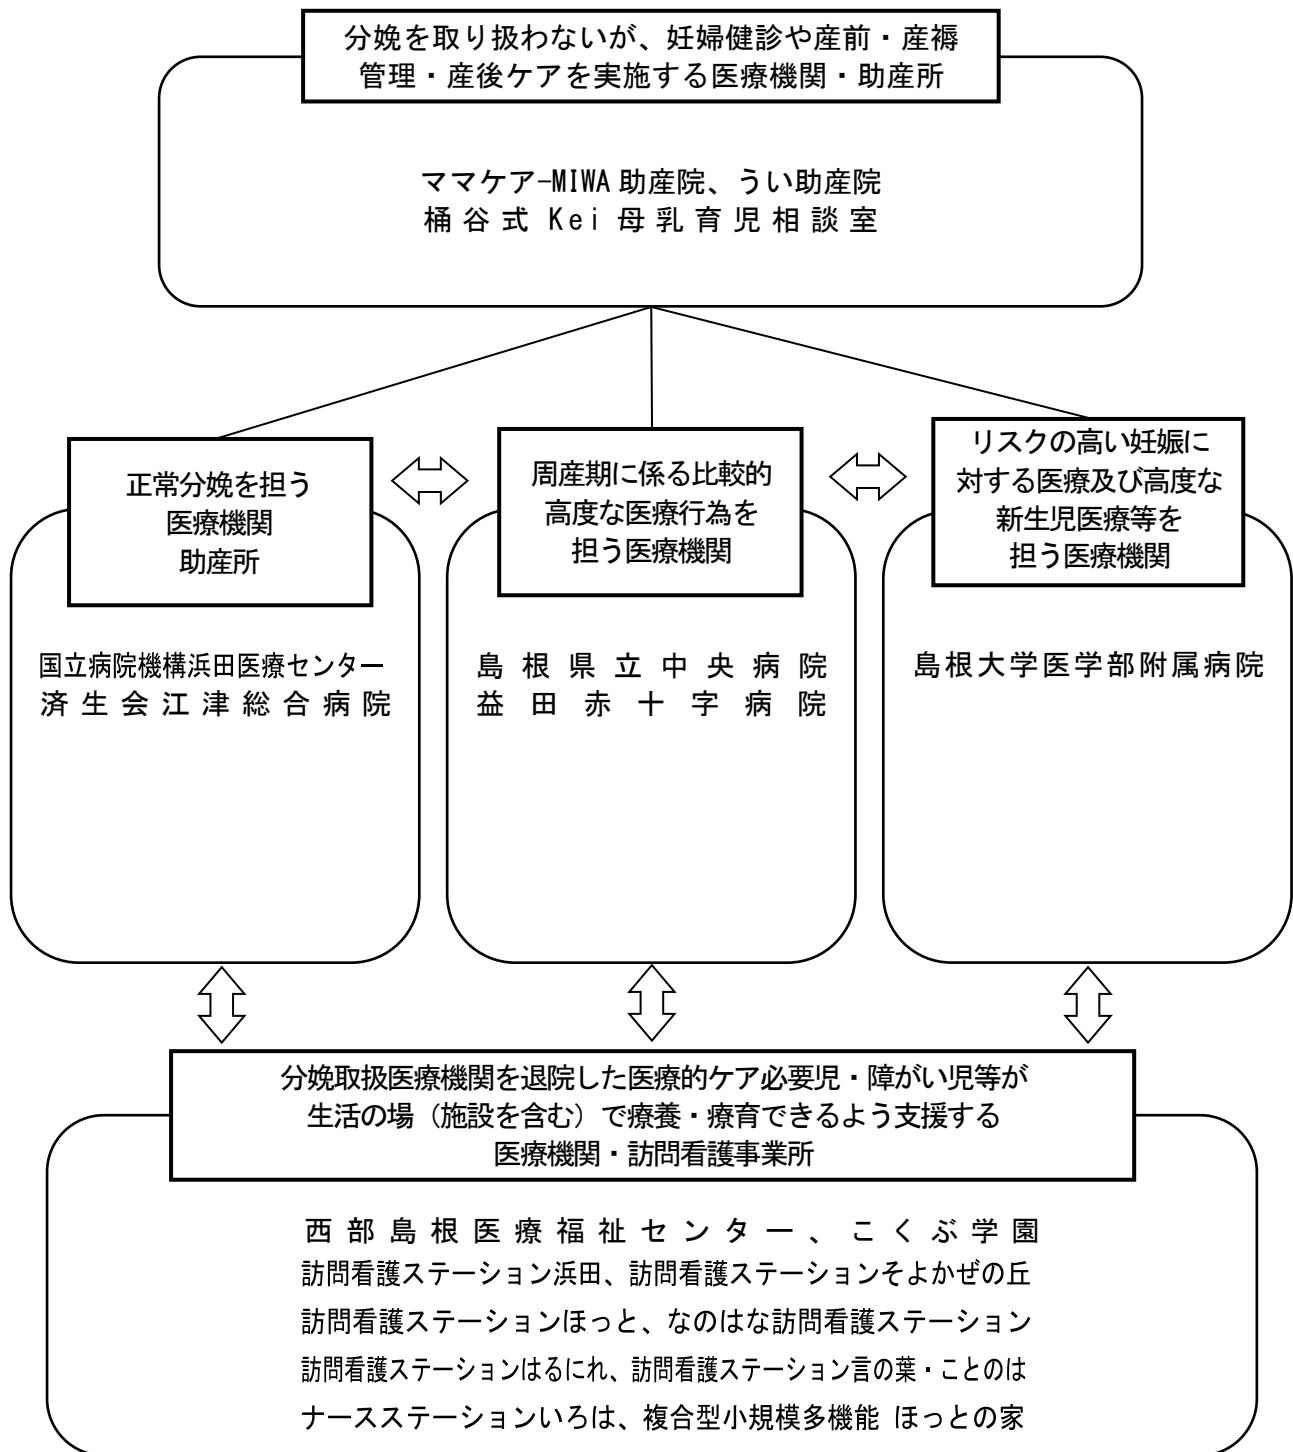 分娩を取り扱わないが、妊婦健診や産前・産褥
管理・産後ケアを実施する医療機関・助産所
ママケア-MIWA助産院、うい助産院
桶谷式 Kei 母乳育児相談室
正常分娩を担う
医療機関
助産所
国立病院機構浜田医療センター
済生会江津総合病院
周産期に係る比較的
高度な医療行為を
担う医療機関
島根県立中央病院
益田赤十字病院
リスクの高い妊娠に
対する医療及び高度な
新生児医療等を
担う医療機関
島根大学医学部附属病院
分娩取扱医療機関を退院した医療的ケア必要児・障がい児等が
生活の場（施設を含む）で療養・療育できるよう支援する
医療機関・訪問看護事業所
西部島根医療福祉センター、こくぶ学園
訪問看護ステーション浜田、訪問看護ステーションそよかぜの丘
訪問看護ステーションほっと、なのはな訪問看護ステーション
訪問看護ステーションはるにれ、訪問看護ステーション言の葉・ことのは
ナースステーションいろは、複合型小規模多機能 ほっとの家